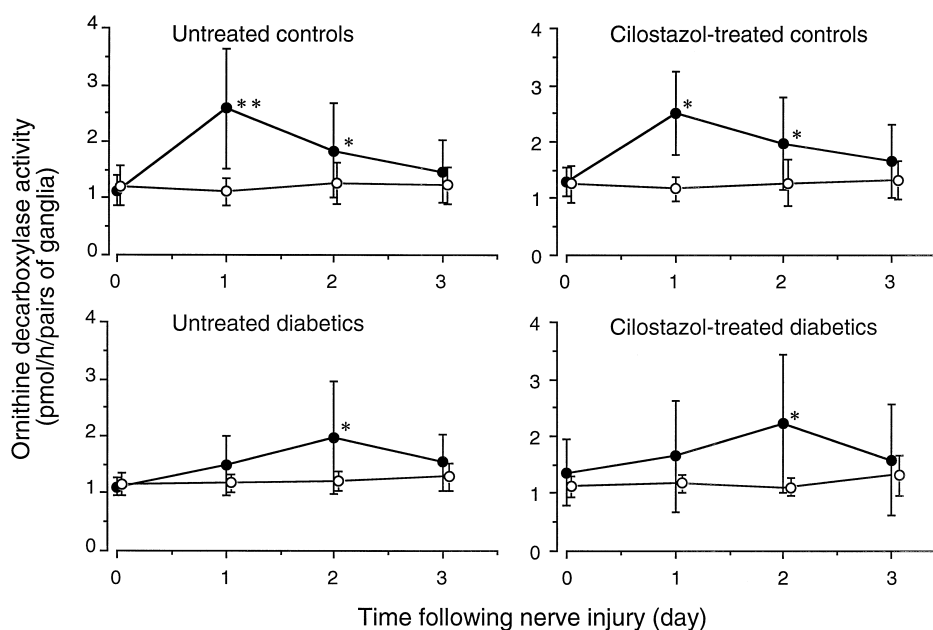 Ornithine decarboxylase activity
(pmol/h/pairs of ganglia)
Untreated controls
4
3
2
1
0
**
*
0 1 2 3
Cilostazol-treated controls
4
3
2
1
0
*
*
0 1 2 3
Untreated diabetics
4
3
2
1
0
*
0 1 2 3
Cilostazol-treated diabetics
4
3
2
1
0
*
0 1 2 3
Time following nerve injury (day)